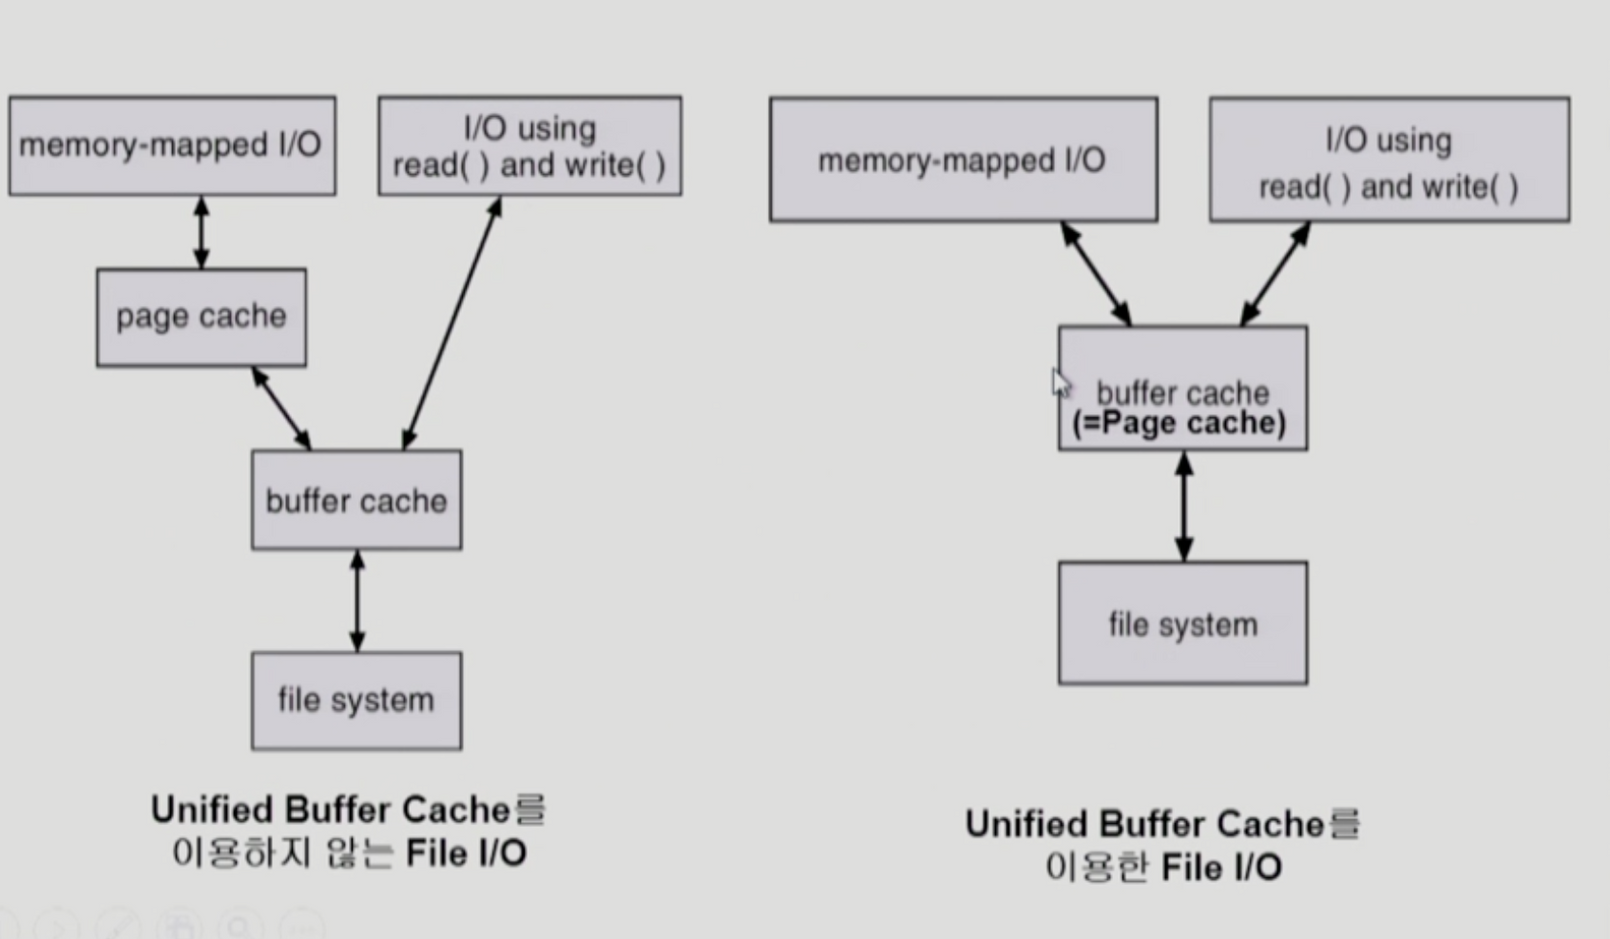 memory-mapped I/O
I/O using
read( ) and write( )
page cache
buffer cache
file system
Unified Buffer Cache를
이용하지 않는 File I/O
memory-mapped I/O
I/O using
read( ) and write( )
buffer cache
(=Page cache)
file system
Unified Buffer Cache를
이용한 File I/O